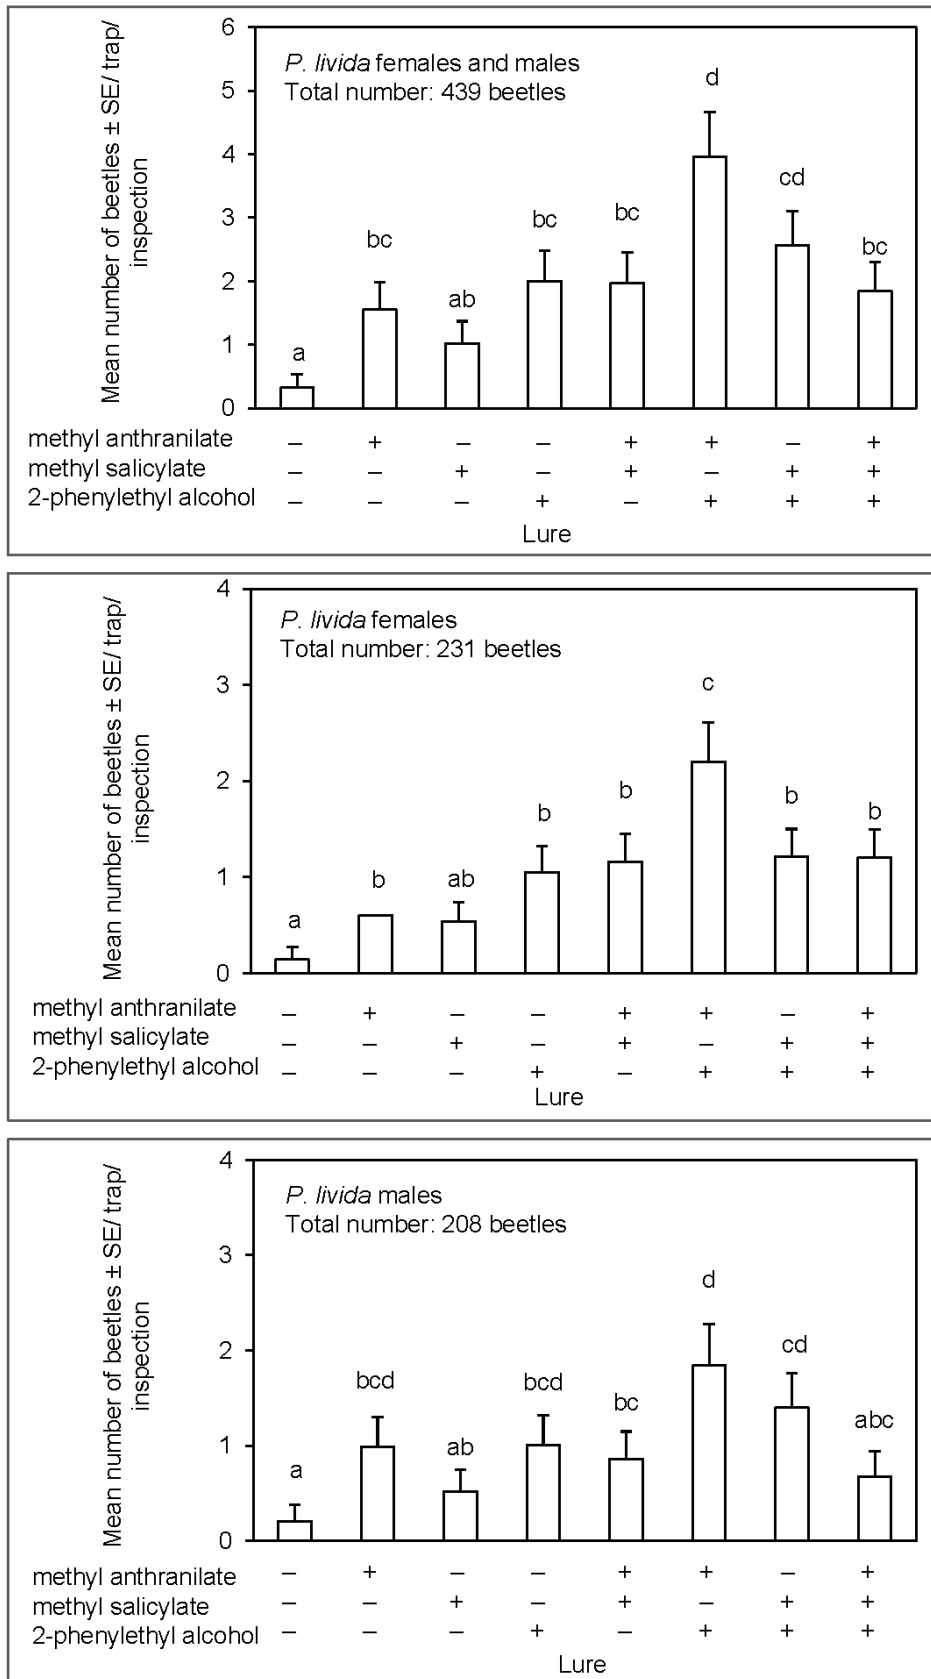 Mean number of beetles ± SE/ trap/
inspection
6
5
4
3
2
1
0
P. livida females and males
Total number: 439 beetles
a
bc
ab
bc
bc
d
cd
bc
methyl anthranilate – + – – + + – +
methyl salicylate – – + – + – + +
2-phenylethyl alcohol – – – + – + + +
Lure
Mean number of beetles ± SE/ trap/
inspection
4
3
2
1
0
P. livida females
Total number: 231 beetles
a
b
ab
b
b
c
b
b
methyl anthranilate – + – – + + – +
methyl salicylate – – + – + – + +
2-phenylethyl alcohol – – – + – + + +
Lure
Mean number of beetles ± SE/ trap/
inspection
4
3
2
1
0
P. livida males
Total number: 208 beetles
a
bcd
ab
bcd
bc
d
cd
abc
methyl anthranilate – + – – + + – +
methyl salicylate – – + – + – + +
2-phenylethyl alcohol – – – + – + + +
Lure